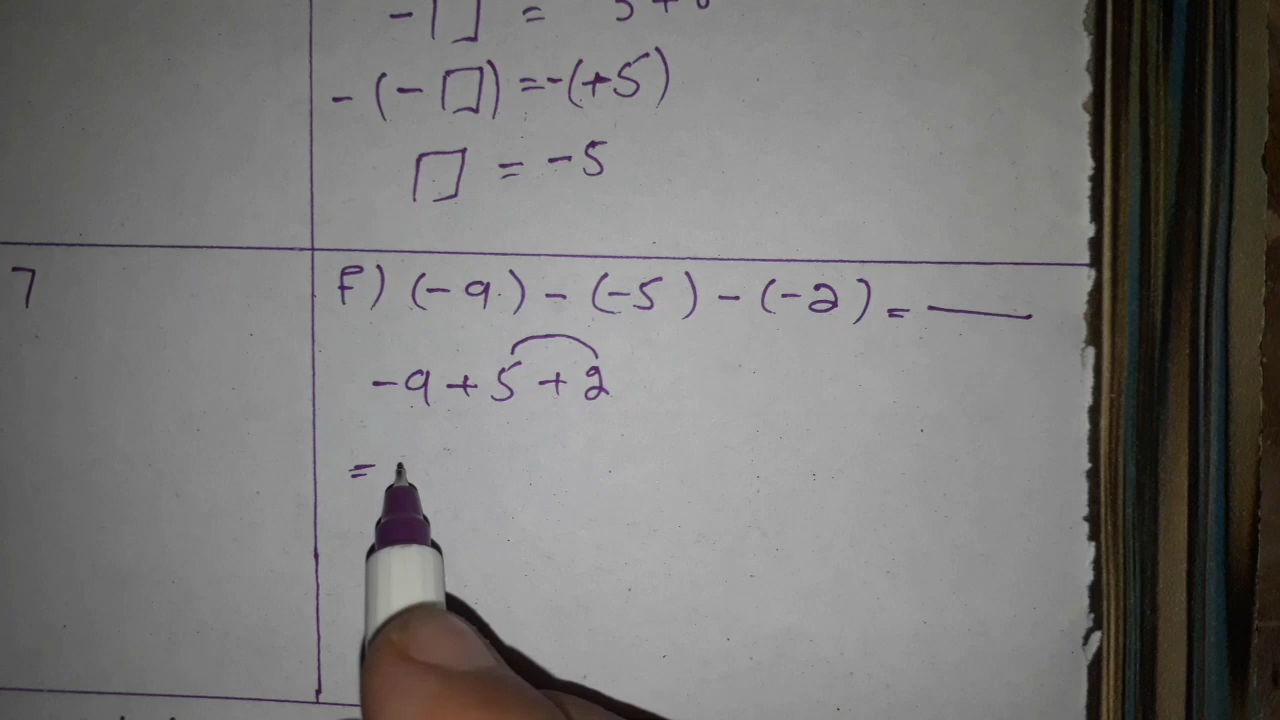 -□ =
-(-□) =-(+5)
□ = -5
7
F) (-9) - (-5) - (-2) = ___
-9 + 5 + 2
=